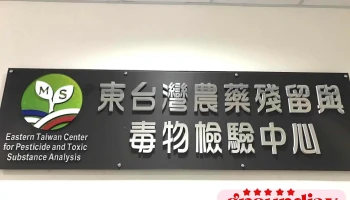 MS
Eastern Taiwan Center
for Pesticide and Toxic
Substance Analysis
東台灣農藥殘留與
毒物檢驗中心